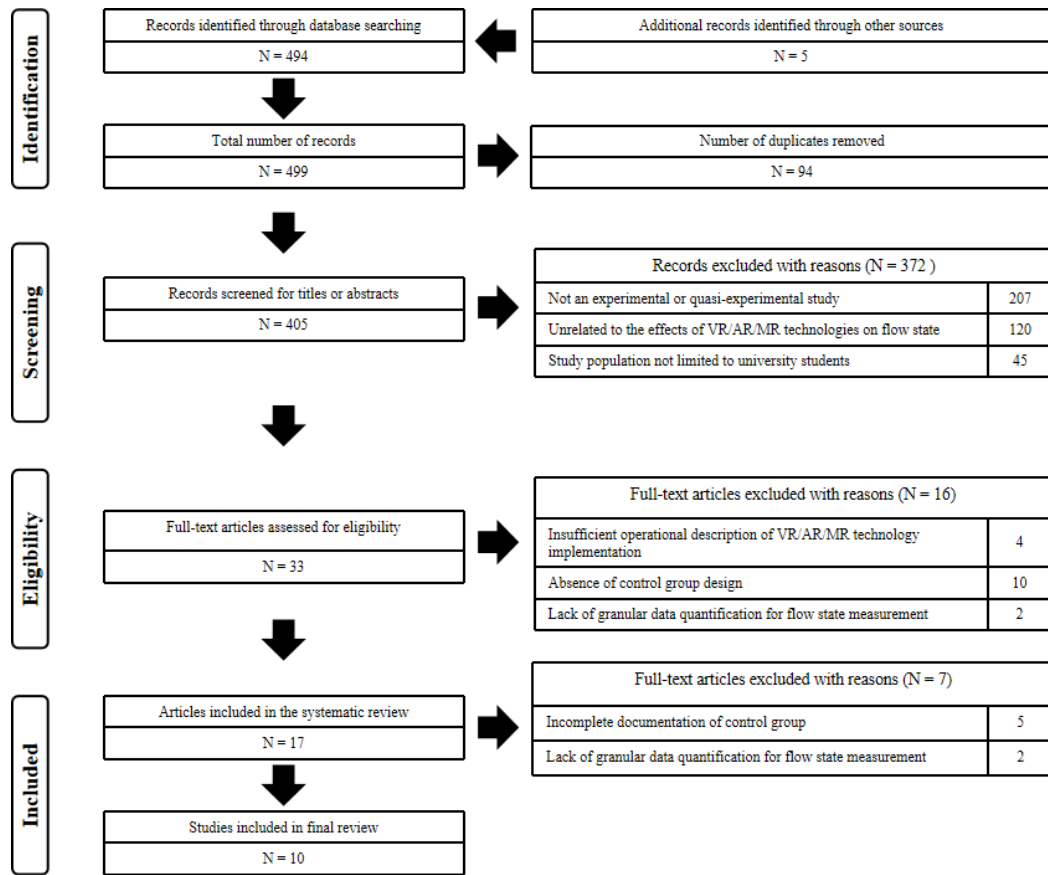 Identification
Records identified through database searching
N = 494
Additional records identified through other sources
N = 5
Total number of records
N = 499
Number of duplicates removed
N = 94
Screening
Records screened for titles or abstracts
N = 405
Records excluded with reasons (N = 372 )
Not an experimental or quasi-experimental study 207
Unrelated to the effects of VR/AR/MR technologies on flow state 120
Study population not limited to university students 45
Eligibility
Full-text articles assessed for eligibility
N = 33
Full-text articles excluded with reasons (N = 16)
Insufficient operational description of VR/AR/MR technology
implementation 4
Absence of control group design 10
Lack of granular data quantification for flow state measurement 2
Included
Articles included in the systematic review
N = 17
Full-text articles excluded with reasons (N = 7)
Incomplete documentation of control group 5
Lack of granular data quantification for flow state measurement 2
Studies included in final review
N = 10